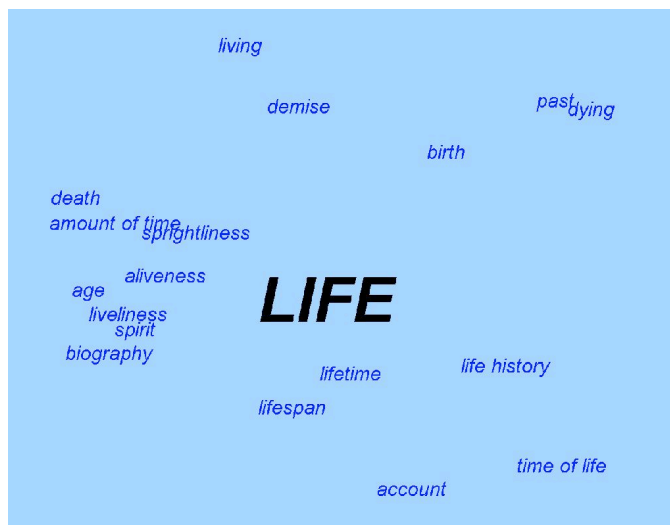 living
demise
past
dying
birth
death
amount of time
sprightliness
aliveness
age
LIFE
liveliness
spirit
biography
lifetime
life history
lifespan
time of life
account